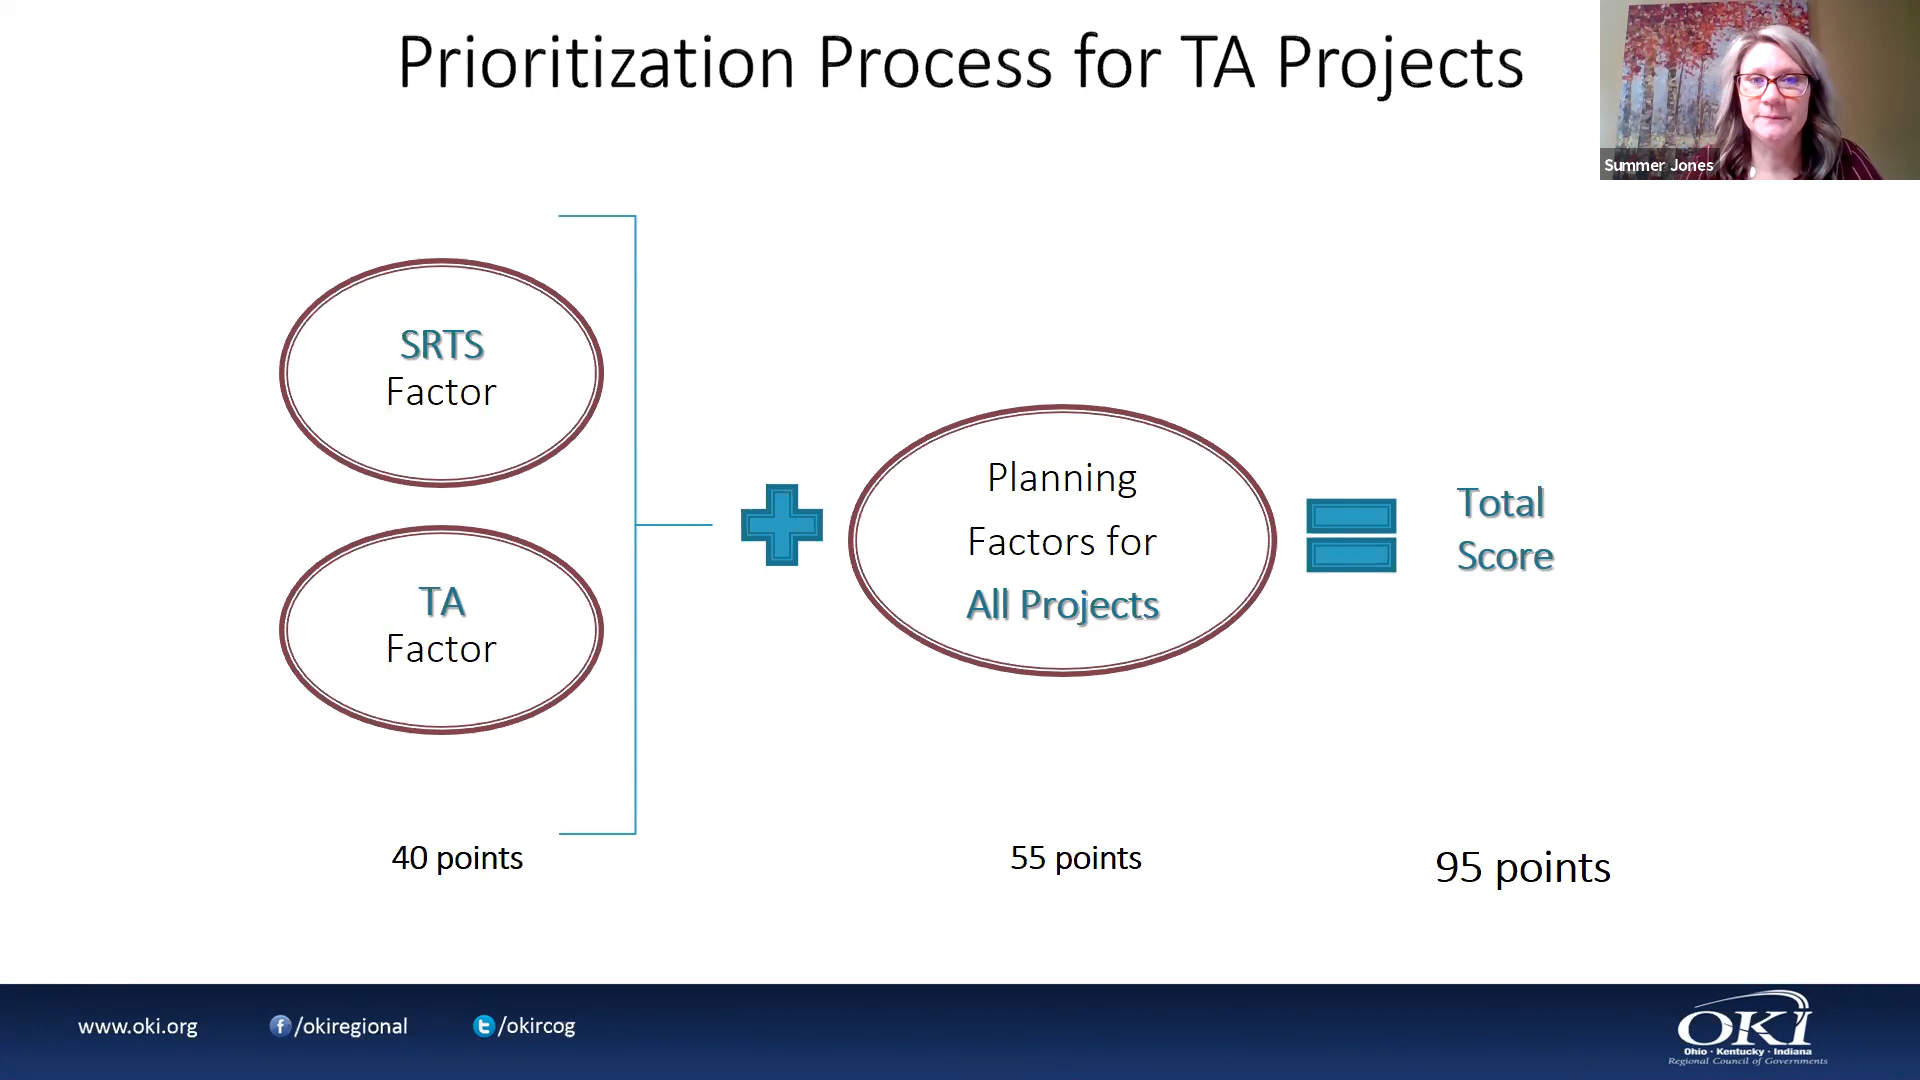 Prioritization Process for TA Projects
Summer Jones
SRTS
Factor
TA
Factor
Planning
Factors for
All Projects
Total
Score
40 points
55 points
95 points
www.oki.org
/okiregional
/okircog
OKI
Ohio · Kentucky · Indiana
Regional Council of Governments